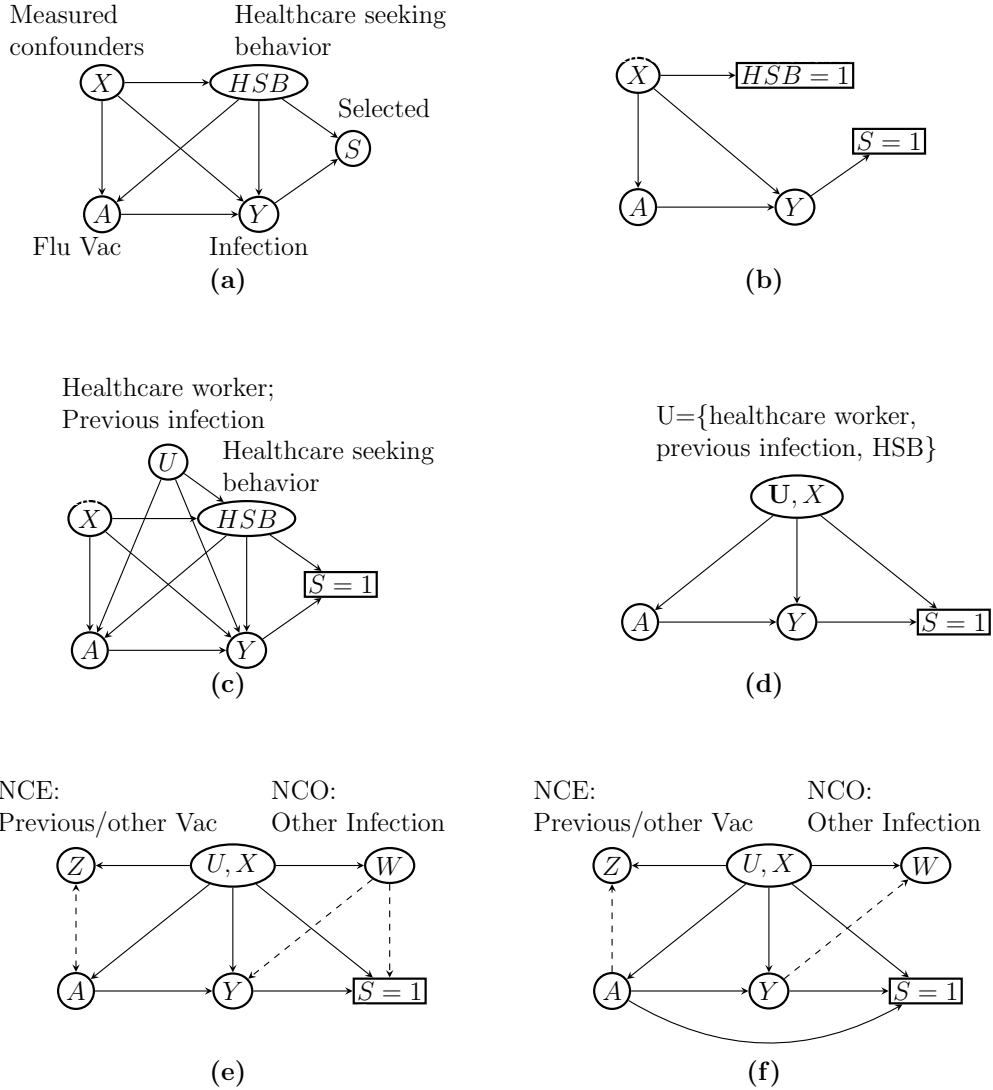 Measured
confounders
Healthcare seeking
behavior
X
HSB
Selected
S
A
Y
Flu Vac
Infection
(a)
X
HSB = 1
S = 1
A
Y
(b)
Healthcare worker;
Previous infection
U
Healthcare seeking
behavior
X
HSB
S = 1
A
Y
(c)
U={healthcare worker,
previous infection, HSB}
U, X
A
Y
S = 1
(d)
NCE:
Previous/other Vac
NCO:
Other Infection
Z
U, X
W
A
Y
S = 1
(e)
NCE:
Previous/other Vac
NCO:
Other Infection
Z
U, X
W
A
Y
S = 1
(f)